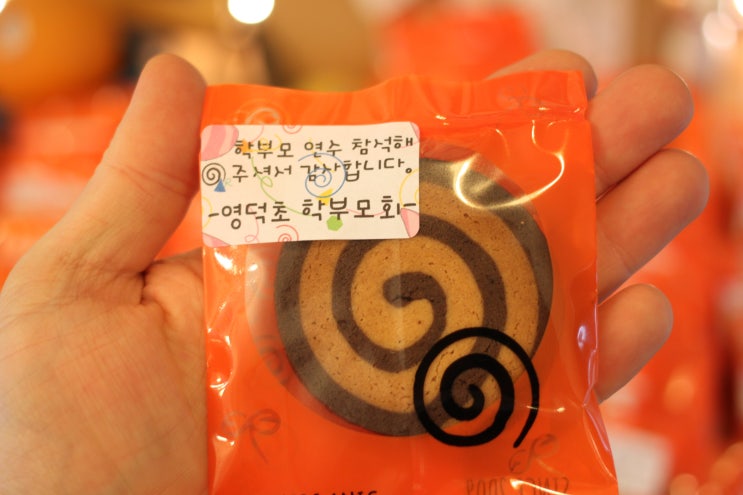 학부모 연수 참석해
주셔서 감사합니다.
-영덕초 학부모회-